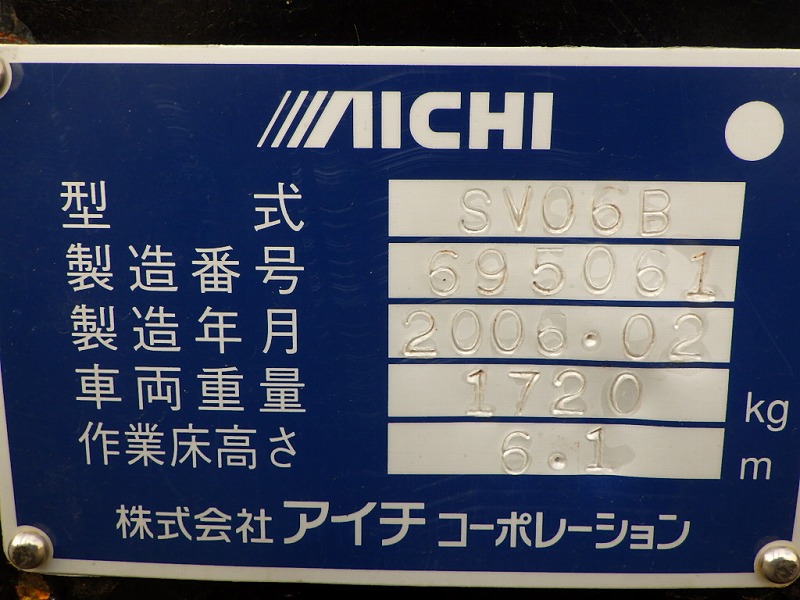 AICHI
型式 SV06B
製造番号 695061
製造年月 2006.02
車両重量 1720 kg
作業床高さ 6.1 m
株式会社アイチコーポレーション